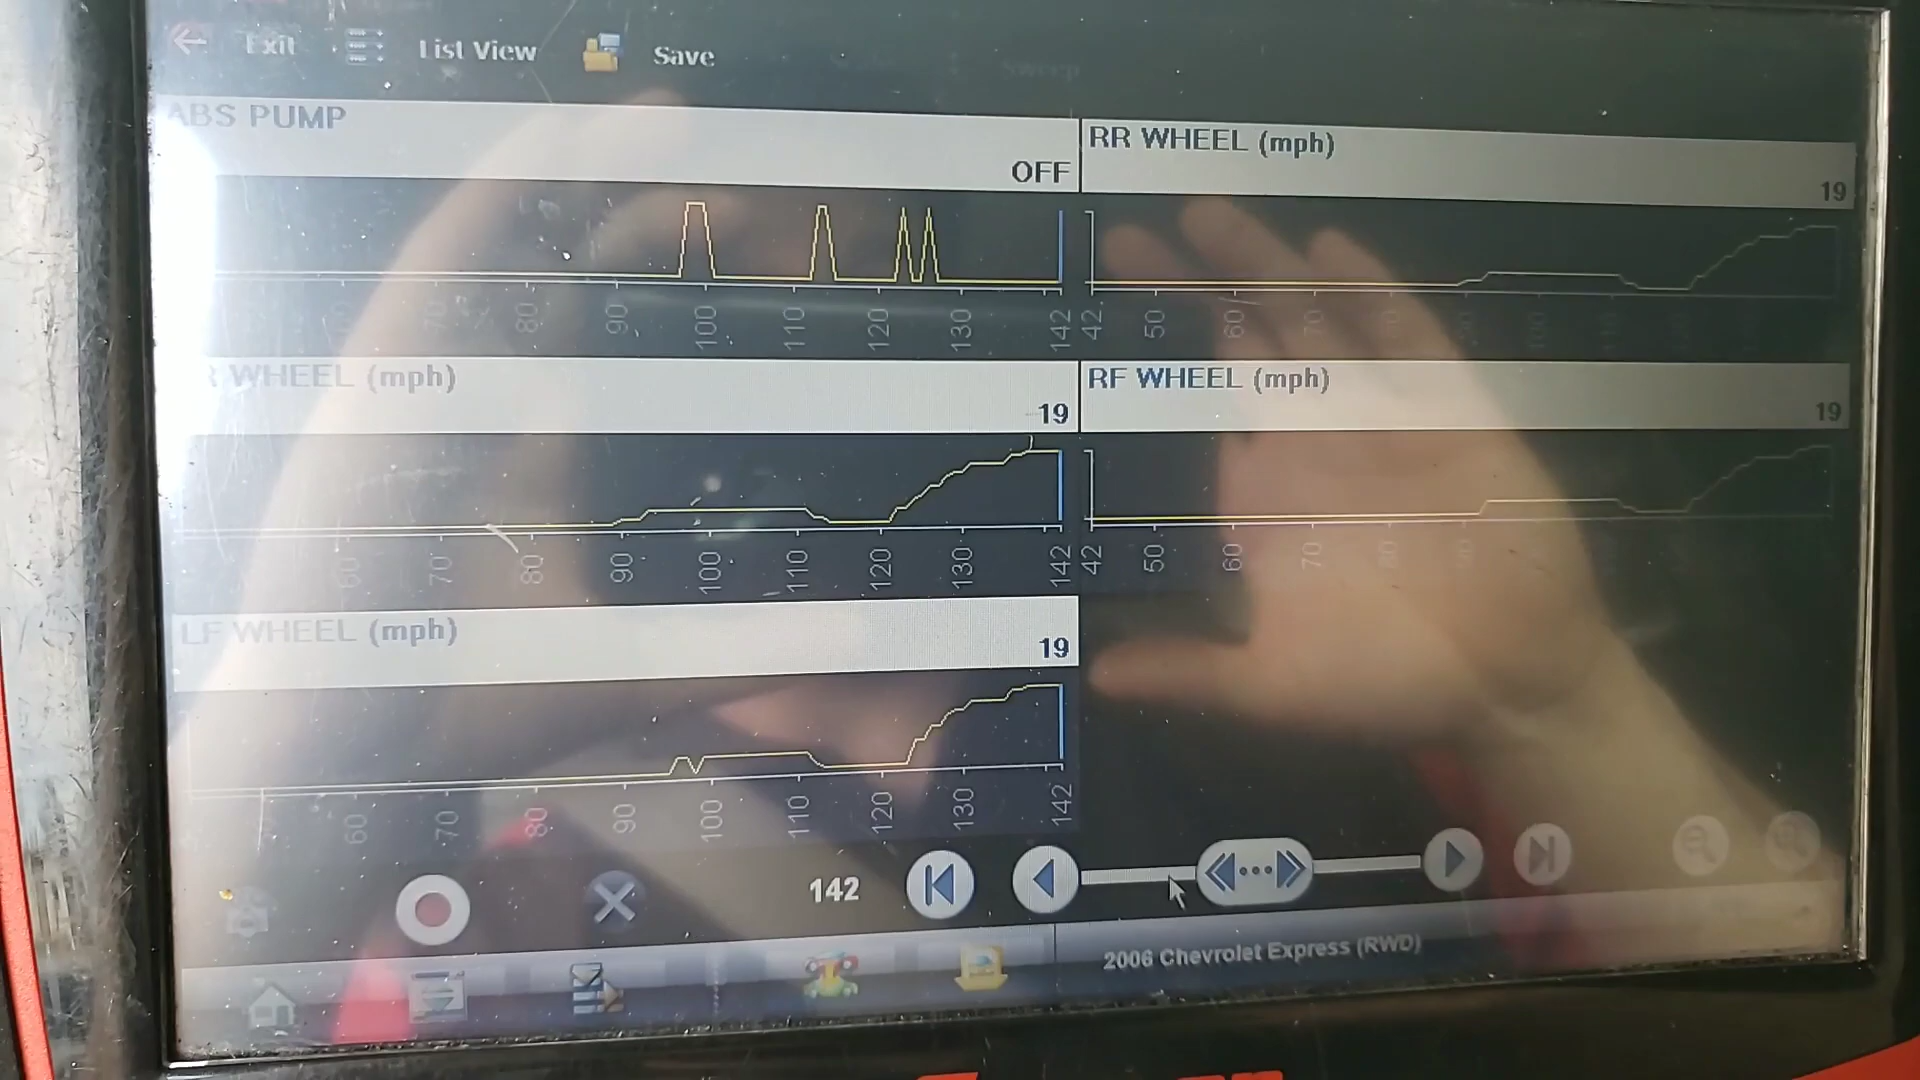 Exit List View Save
ABS PUMP
OFF
RR WHEEL (mph)
19
70 80 90 100 110 120 130 142
42 50 60 70
R WHEEL (mph)
19
RF WHEEL (mph)
19
60 70 80 90 100 110 120 130 142
42 50 60 70 80
LF WHEEL (mph)
19
60 70 80 90 100 110 120 130 142
142
2006 Chevrolet Express (RWD)